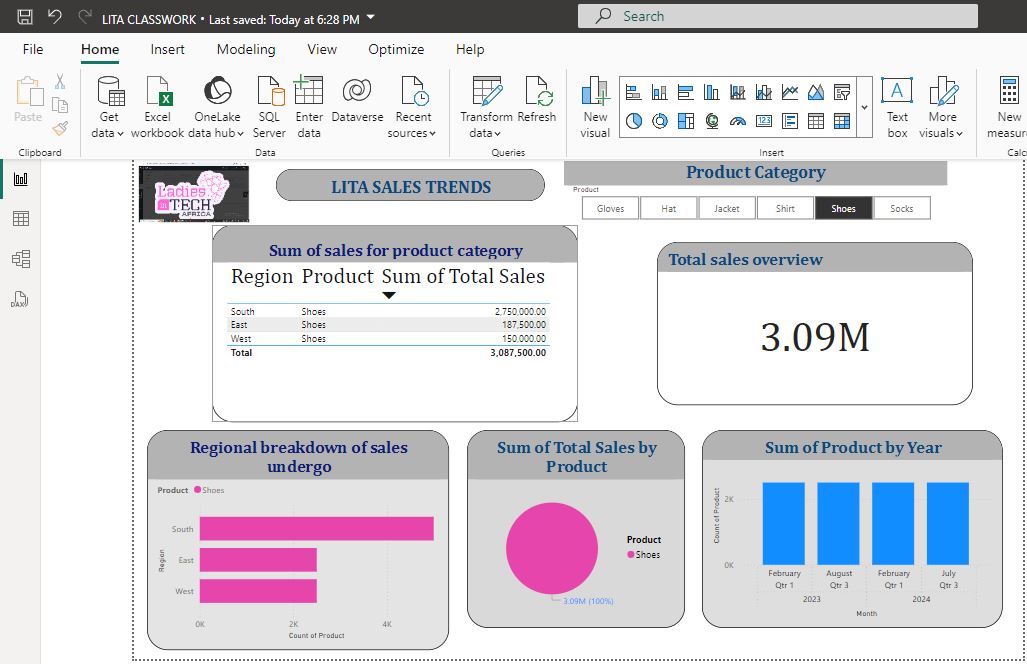 LITA CLASSWORK • Last saved: Today at 6:28 PM
Search
File Home Insert Modeling View Optimize Help
Paste
Get data
Excel workbook
OneLake data hub
SQL Server
Enter data
Dataverse
Recent sources
Transform data
Refresh
New visual
Text box
More visuals
New
Clipboard
Data
Queries
Insert
DAX
123
A
Ladies
in TECH
AFRICA
LITA SALES TRENDS
Product Category
Product
Gloves Hat Jacket Shirt Shoes Socks
Sum of sales for product category
Region Product Sum of Total Sales
South Shoes 2,750,000.00
East Shoes 187,500.00
West Shoes 150,000.00
Total 3,087,500.00
Total sales overview
3.09M
Regional breakdown of sales
undergo
Product Shoes
Region
South
East
West
0K 2K 4K
Count of Product
Sum of Total Sales by
Product
Product
Shoes
3.09M (100%)
Sum of Product by Year
Count of Product
2K
0K
February August February July
Qtr 1 Qtr 3 Qtr 1 Qtr 3
2023 2024
Month